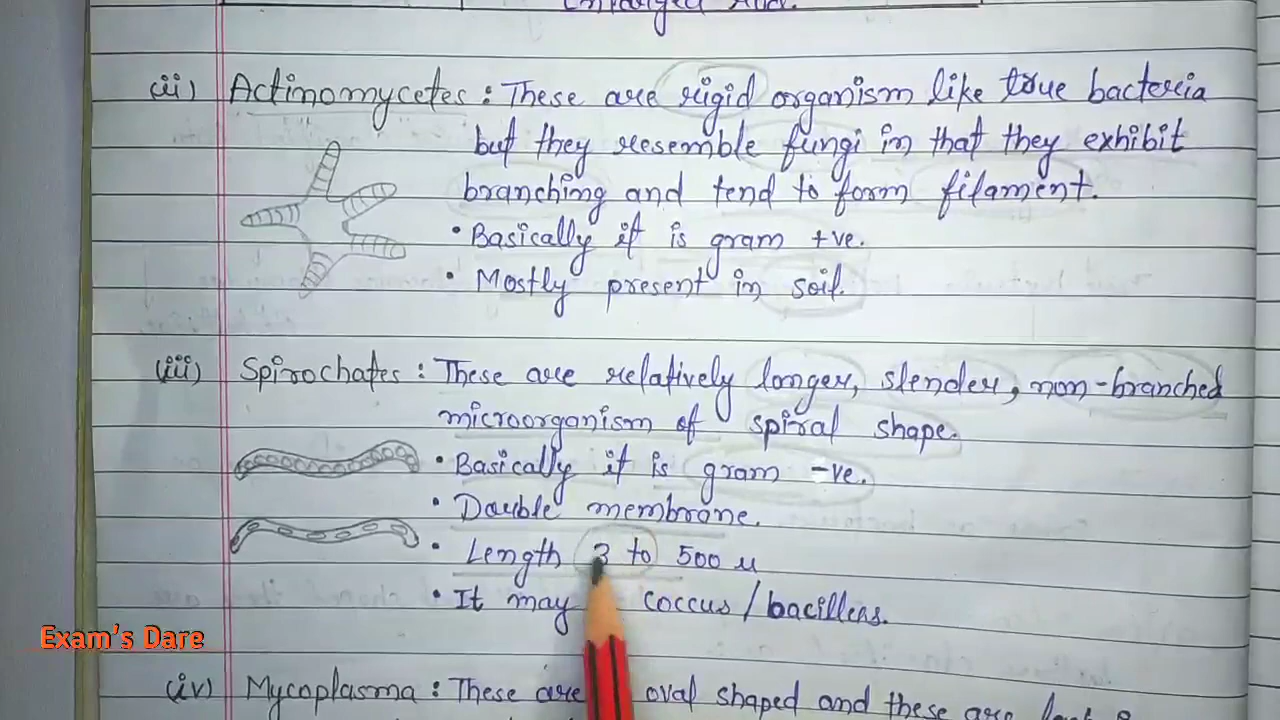 Enlarged
(ii) Actinomycetes : These are rigid organism like true bacteria
but they resemble fungi in that they exhibit
branching and tend to form filament.
• Basically it is gram +ve.
• Mostly present in soil.
(iii) Spirochates : These are relatively longer, slender, non-branched
microorganism of spiral shape.
• Basically it is gram -ve.
• Double membrane.
• Length 3 to 500 μ
• It may coccus/bacillus.
Exam's Dare
(iv) Mycoplasma : These are oval shaped and these are